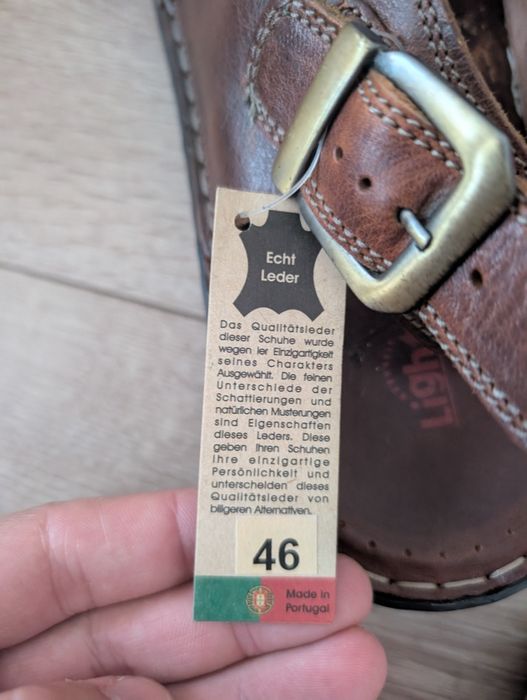 Echt
Leder
Das Qualitätsleder
dieser Schuhe wurde
wegen ler Einzigartigkeit
seines Charakters
Ausgewählt. Die feinen
Unterschiede der
Schattierungen und
natürlichen Musterungen
sind Eigenschaften
dieses Leders. Diese
geben Ihren Schuhen
Ihre einzigartige
Persönlichkeit und
unterscheiden dieses
Qualitätsleder von
billigeren Alternativen.
46
Made in
Portugal
Light